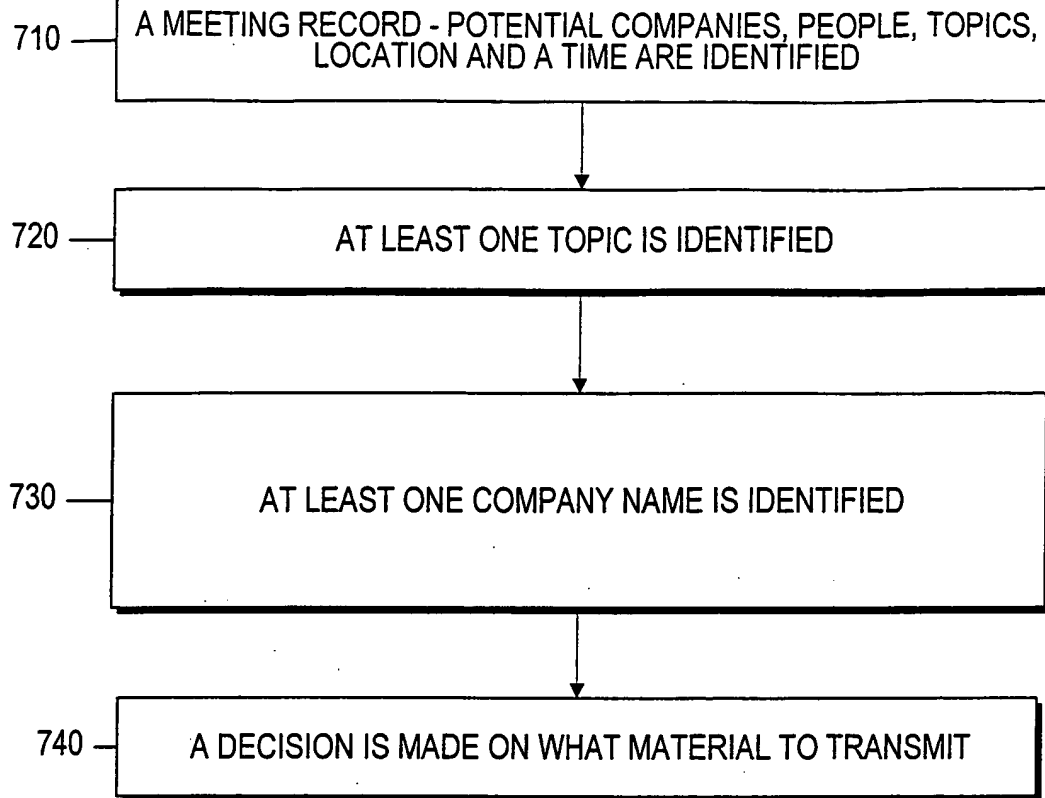 710 A MEETING RECORD - POTENTIAL COMPANIES, PEOPLE, TOPICS,
LOCATION AND A TIME ARE IDENTIFIED
720 AT LEAST ONE TOPIC IS IDENTIFIED
730 AT LEAST ONE COMPANY NAME IS IDENTIFIED
740 A DECISION IS MADE ON WHAT MATERIAL TO TRANSMIT